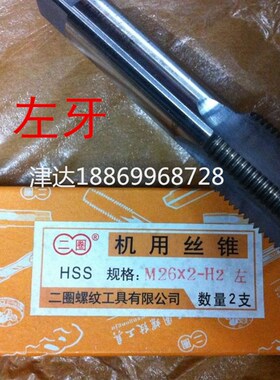 左牙
津达18869968728
二圈® 机用丝锥
HSS 规格: M26×2-H2 左
二圈螺纹工具有限公司 数量2支